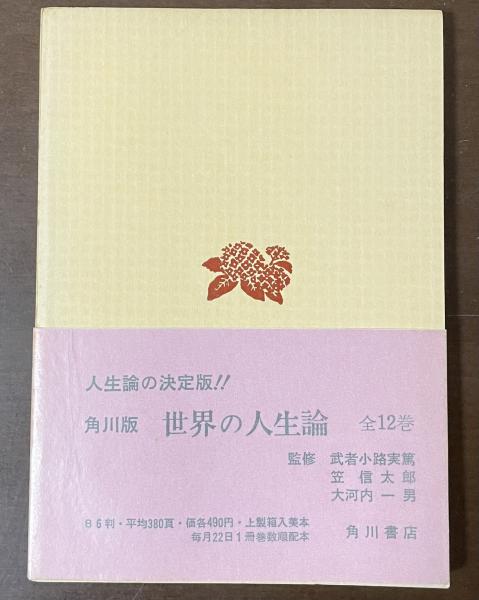 人生論の決定版!!
角川版 世界の人生論 全12巻
監修 武者小路実篤
笠信太郎
大河内一男
B6判・平均380頁・価各490円・上製箱入美本
毎月22日1冊巻数順配本 角川書店